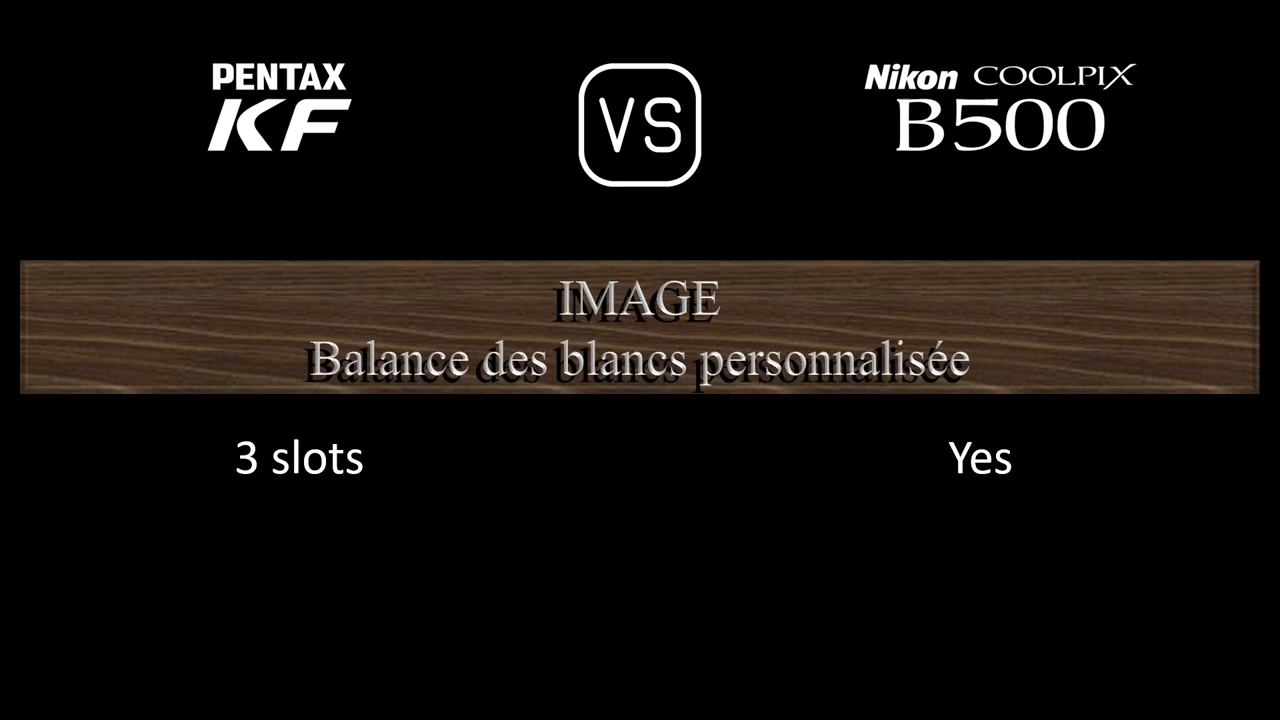 PENTAX
KF
VS
Nikon COOLPIX
B500
IMAGE
Balance des blancs personnalisée
3 slots
Yes